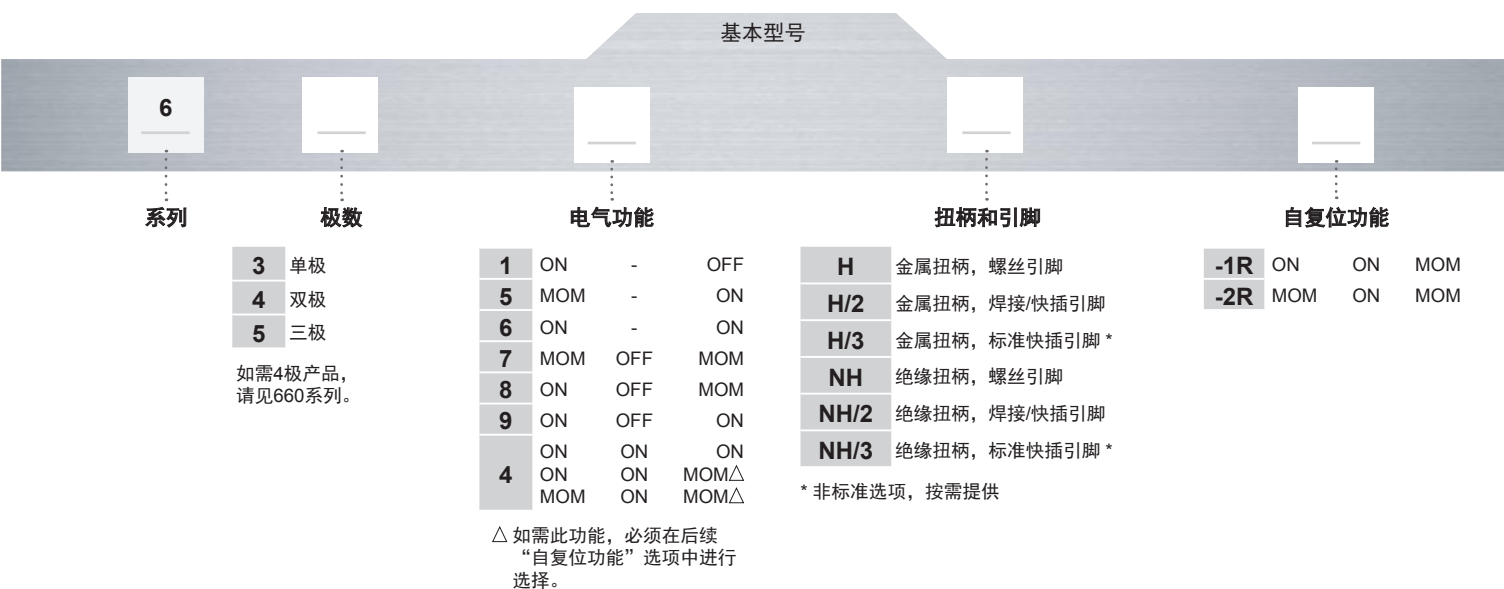 基本型号
6
系列
极数
3 单极
4 双极
5 三极
如需4极产品，
请见660系列。
电气功能
1 ON - OFF
5 MOM - ON
6 ON - ON
7 MOM OFF MOM
8 ON OFF MOM
9 ON OFF ON
4
ON ON ON
ON ON MOM△
MOM ON MOM△
△ 如需此功能，必须在后续
“自复位功能”选项中进行
选择。
扭柄和引脚
H 金属扭柄，螺丝引脚
H/2 金属扭柄，焊接/快插引脚
H/3 金属扭柄，标准快插引脚 *
NH 绝缘扭柄，螺丝引脚
NH/2 绝缘扭柄，焊接/快插引脚
NH/3 绝缘扭柄，标准快插引脚 *
* 非标准选项，按需提供
自复位功能
-1R ON ON MOM
-2R MOM ON MOM